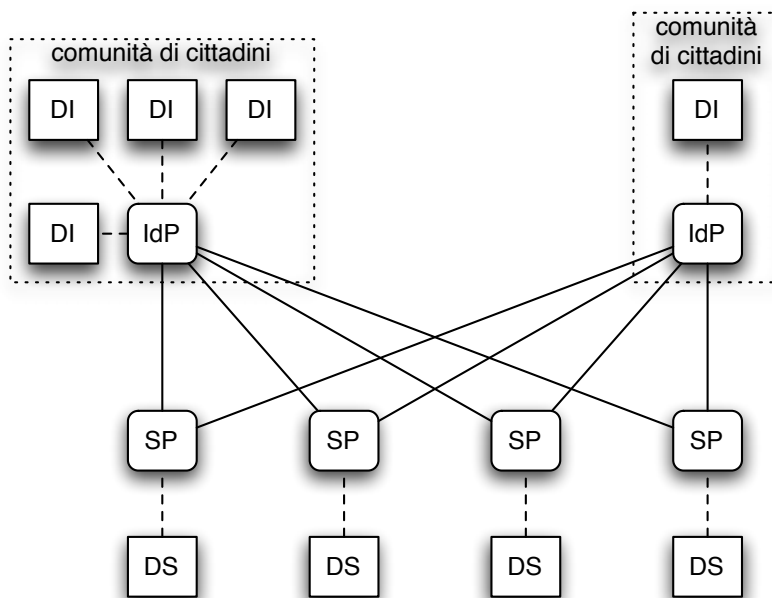 comunità di cittadini
comunità
di cittadini
DI DI DI
DI
DI IdP
IdP
SP SP SP SP
DS DS DS DS